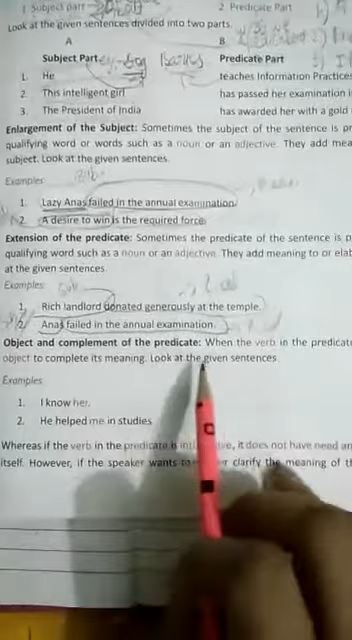 1 Subject part
2 Predicate Part
Look at the given sentences divided into two parts.
A B
Subject Part Predicate Part
1. He teaches Information Practices
2. This intelligent girl has passed her examination
3. The President of India has awarded her with a gold
Enlargement of the Subject: Sometimes the subject of the sentence is
qualifying word or words such as a noun or an adjective. They add
subject. Look at the given sentences.
Examples
1. Lazy Anas failed in the annual examination.
2. A desire to win is the required force.
Extension of the predicate: Sometimes the predicate of the sentence is
qualifying word such as a noun or an adjective. They add meaning to or
at the given sentences.
Examples:
1. Rich landlord donated generously at the temple.
2. Anas failed in the annual examination.
Object and complement of the predicate: When the verb in the
object to complete its meaning. Look at the given sentences
Examples
1. I know her.
2. He helped me in studies
Whereas if the verb in the predicate is it does not have need
itself. However, if the speaker wants to clarify the meaning of